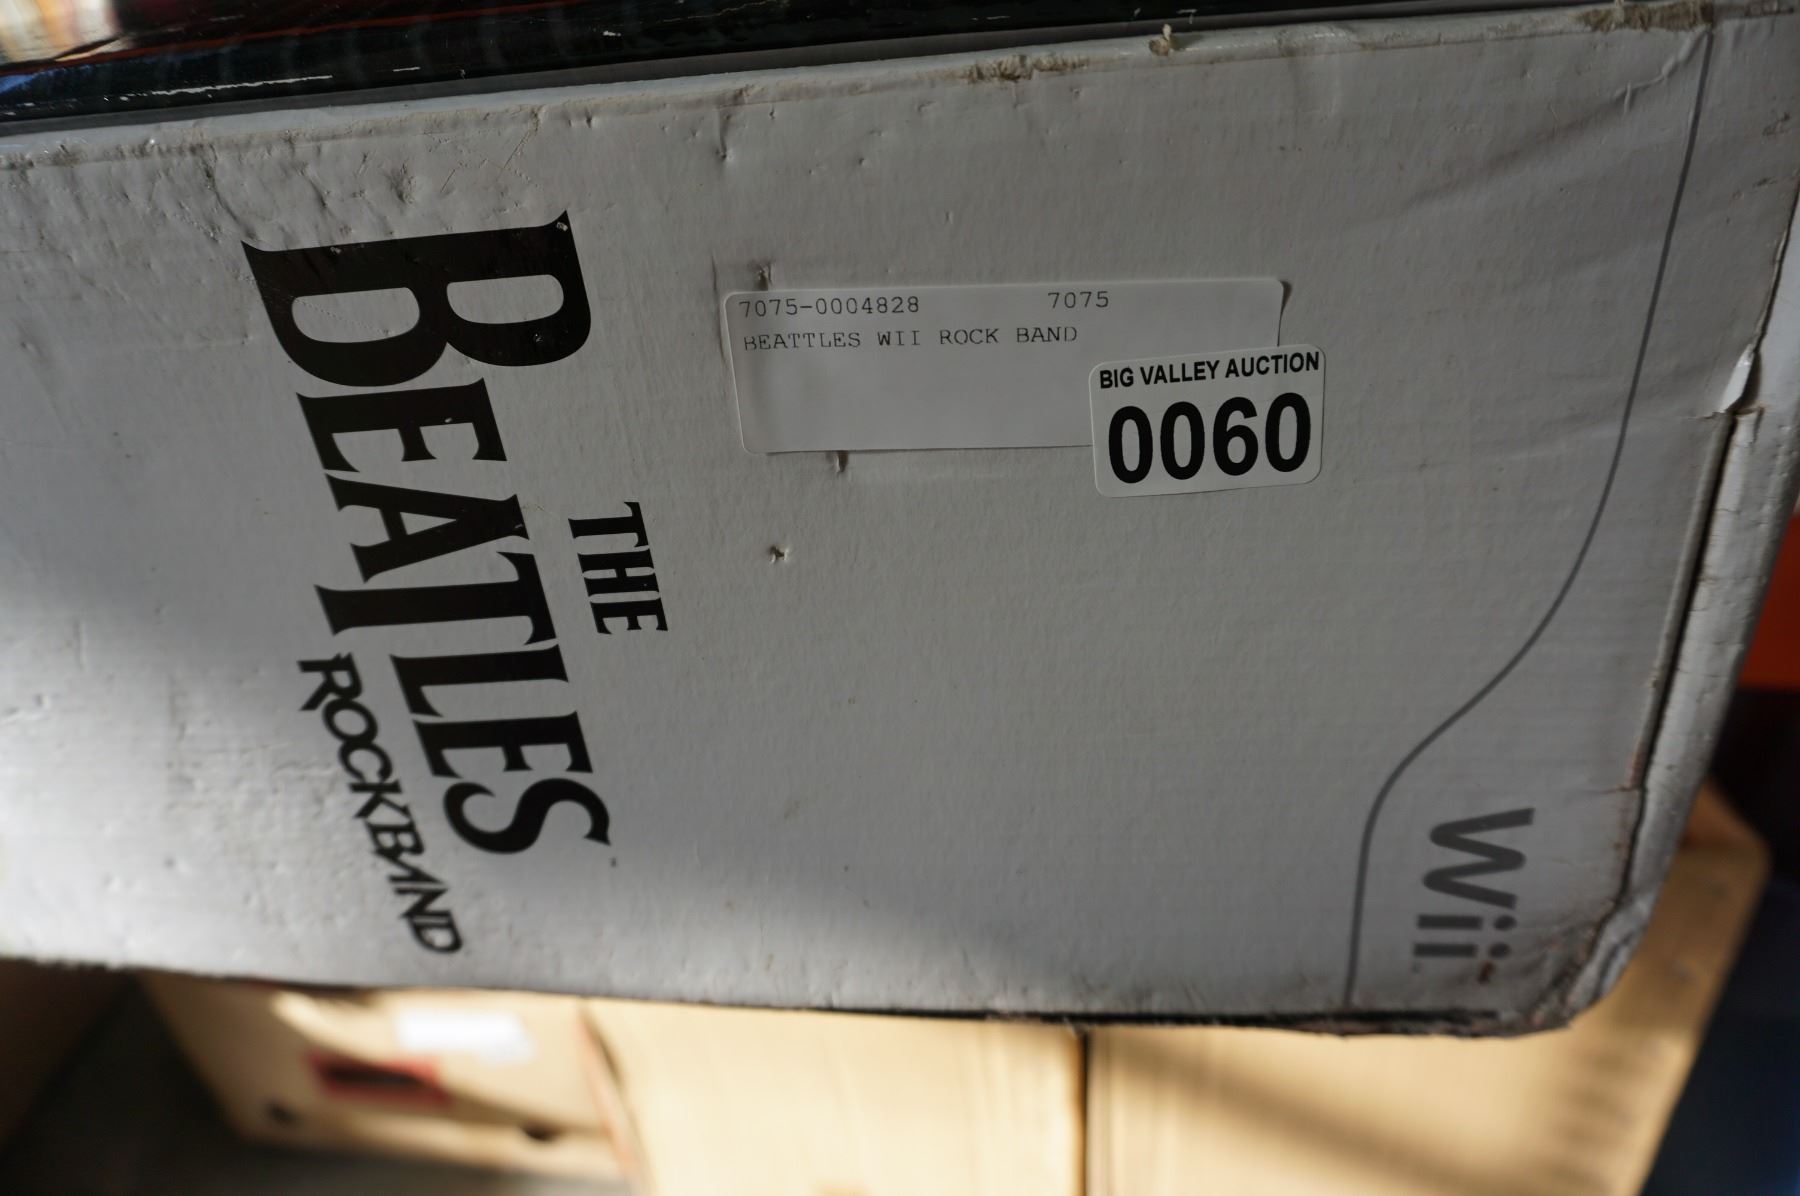 7075-0004828 7075
BEATTLES WII ROCK BAND
BIG VALLEY AUCTION
0060
THE
BEATLES
ROCKBAND
Wii